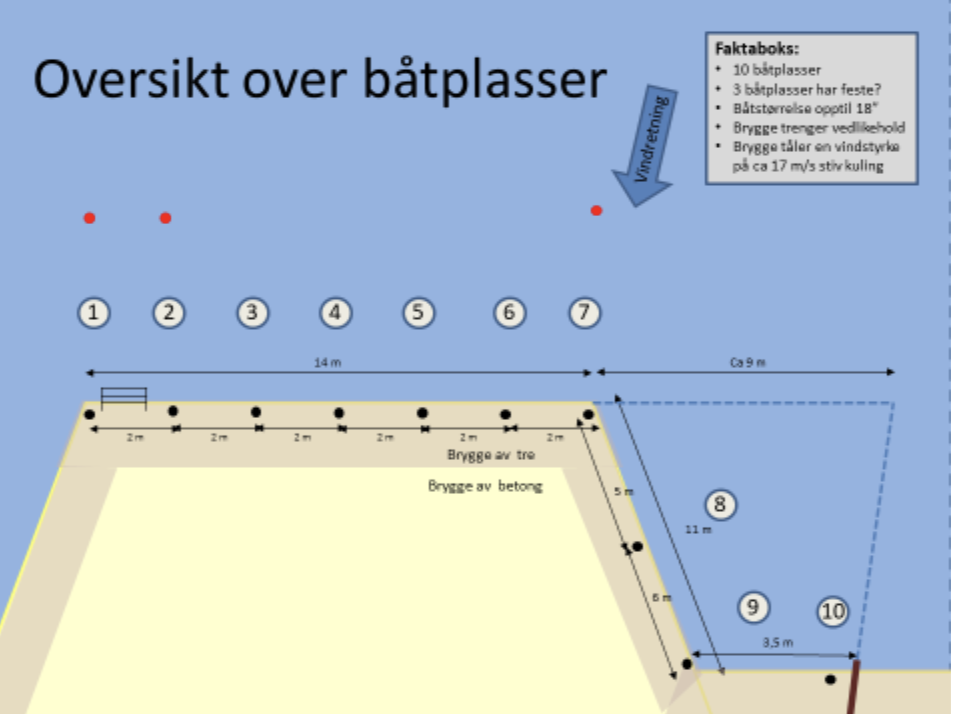 Oversikt over båtplasser
Faktaboks:
• 10 båtplasser
• 3 båtplasser har feste?
• Båtstørrelse opptil 18"
• Brygge trenger vedlikehold
• Brygge tåler en vindstyrke
på ca 17 m/s stiv kuling
Vindretning
1 2 3 4 5 6 7
14 m
Ca 9 m
2 m 2 m 2 m 2 m 2 m 2 m
Brygge av tre
Brygge av betong
5 m
8
11 m
6 m
9
10
3,5 m